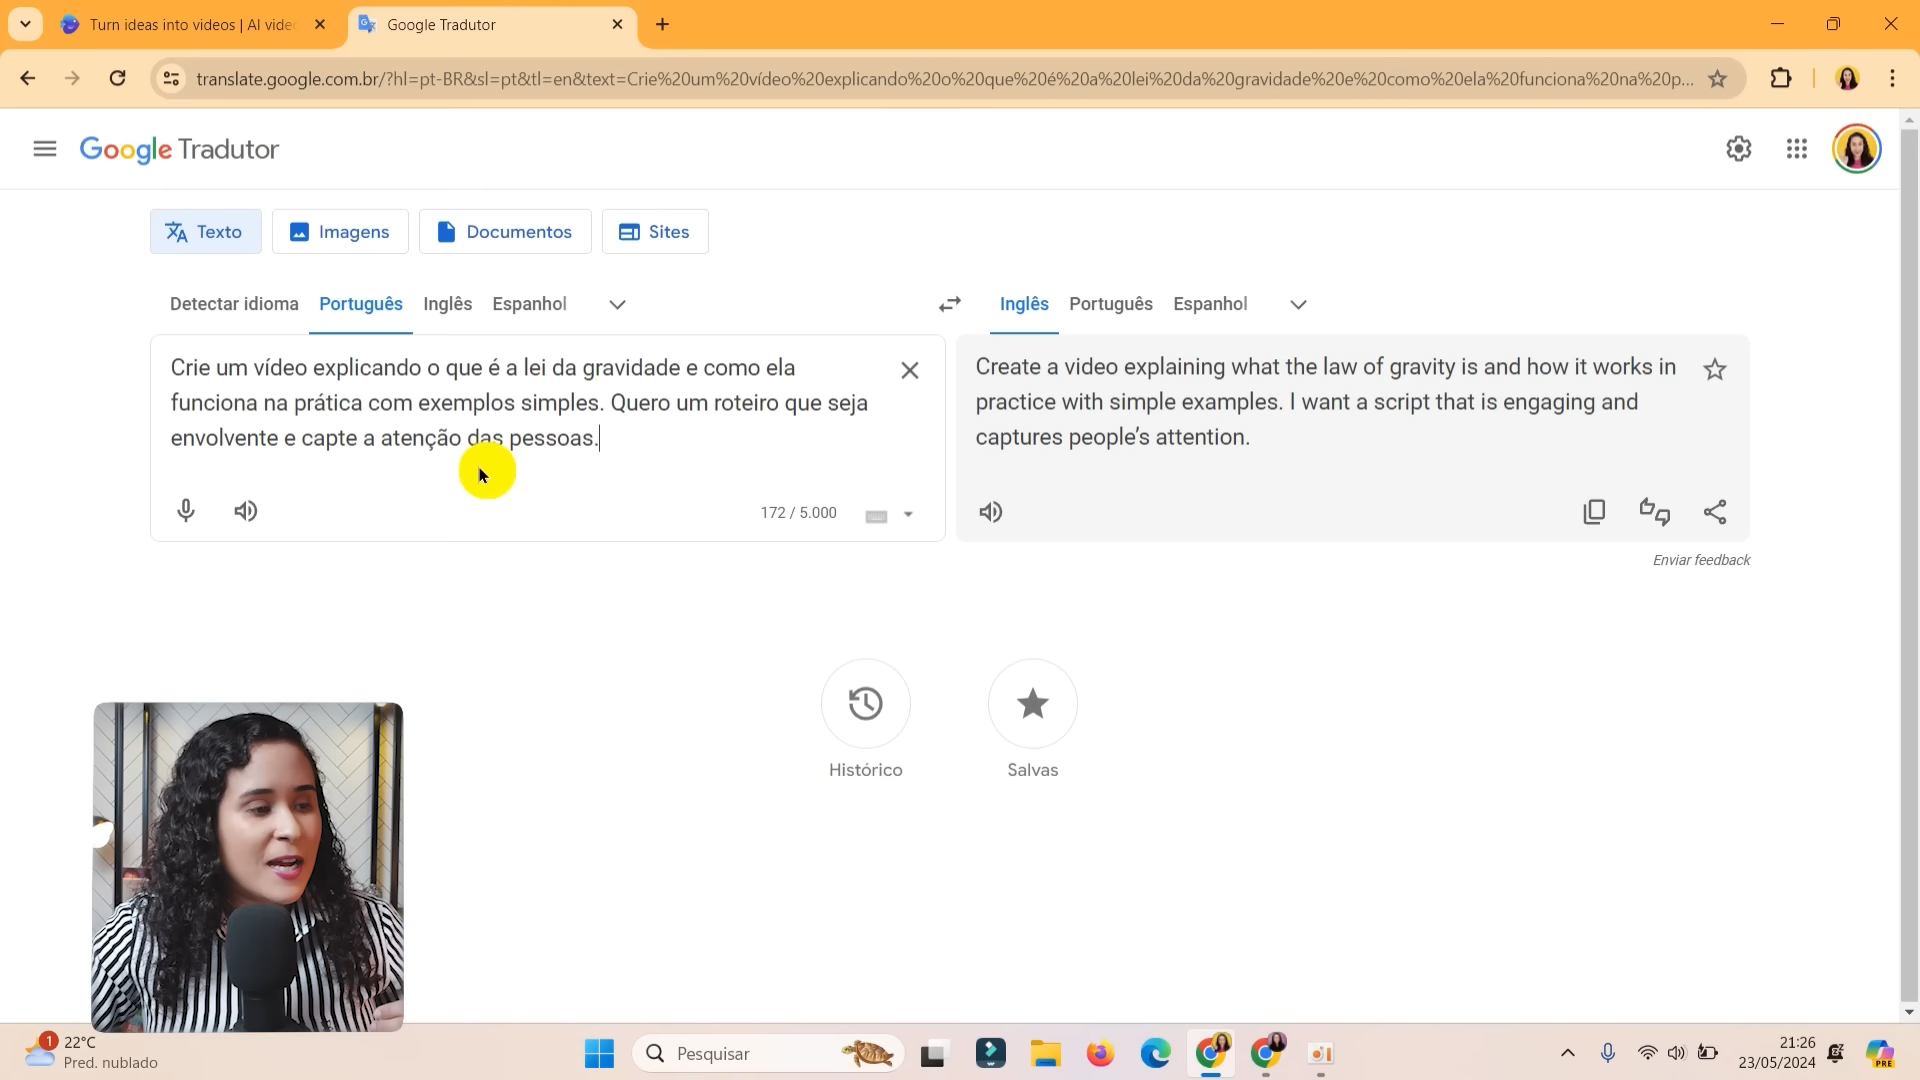 Turn ideas into videos | AI vide
Google Tradutor
translate.google.com.br/?hl=pt-BR&sl=pt&tl=en&text=Crie%20um%20vídeo%20explicando%20o%20que%20é%20a%20lei%20da%20gravidade%20e%20como%20ela%20funciona%20na%20p...
Google Tradutor
Texto
Imagens
Documentos
Sites
Detectar idioma
Português
Inglês
Espanhol
Inglês
Português
Espanhol
Crie um vídeo explicando o que é a lei da gravidade e como ela
funciona na prática com exemplos simples. Quero um roteiro que seja
envolvente e capte a atenção das pessoas.
172 / 5.000
Create a video explaining what the law of gravity is and how it works in
practice with simple examples. I want a script that is engaging and
captures people’s attention.
Enviar feedback
Histórico
Salvas
1
22°C
Pred. nublado
Pesquisar
21:26
23/05/2024
PRE